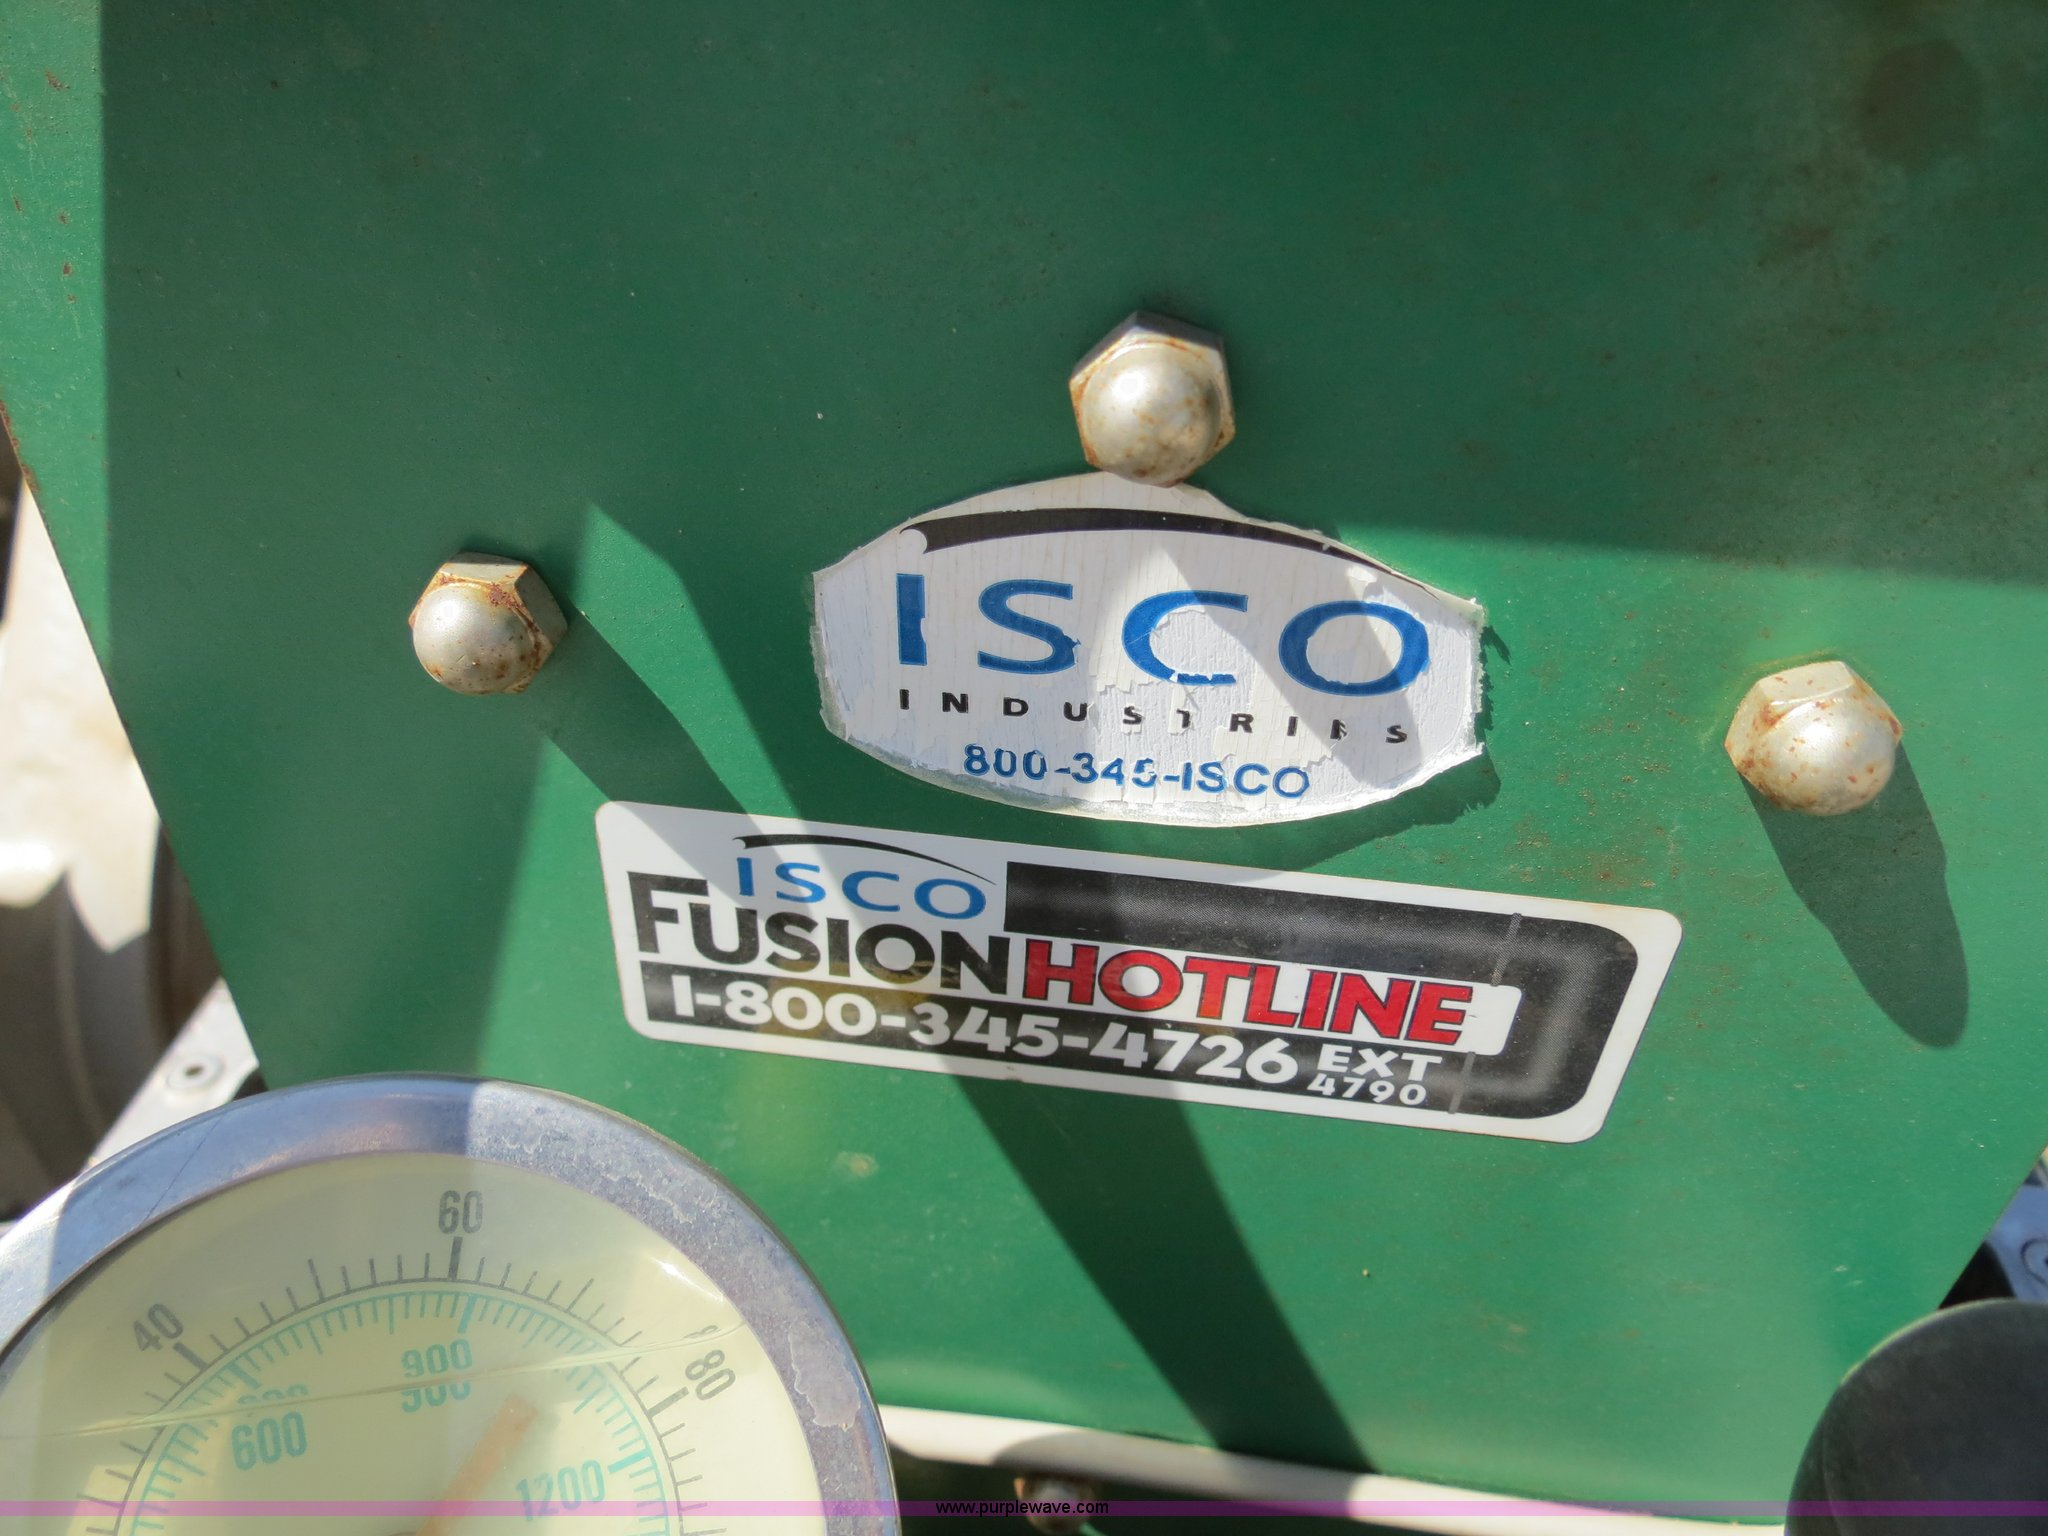 ISCO
INDUSTRIES
800-345-ISCO
ISCO
FUSION HOTLINE
1-800-345-4726 EXT
4790
60
40
80
900
600
1200
www.purplewave.com